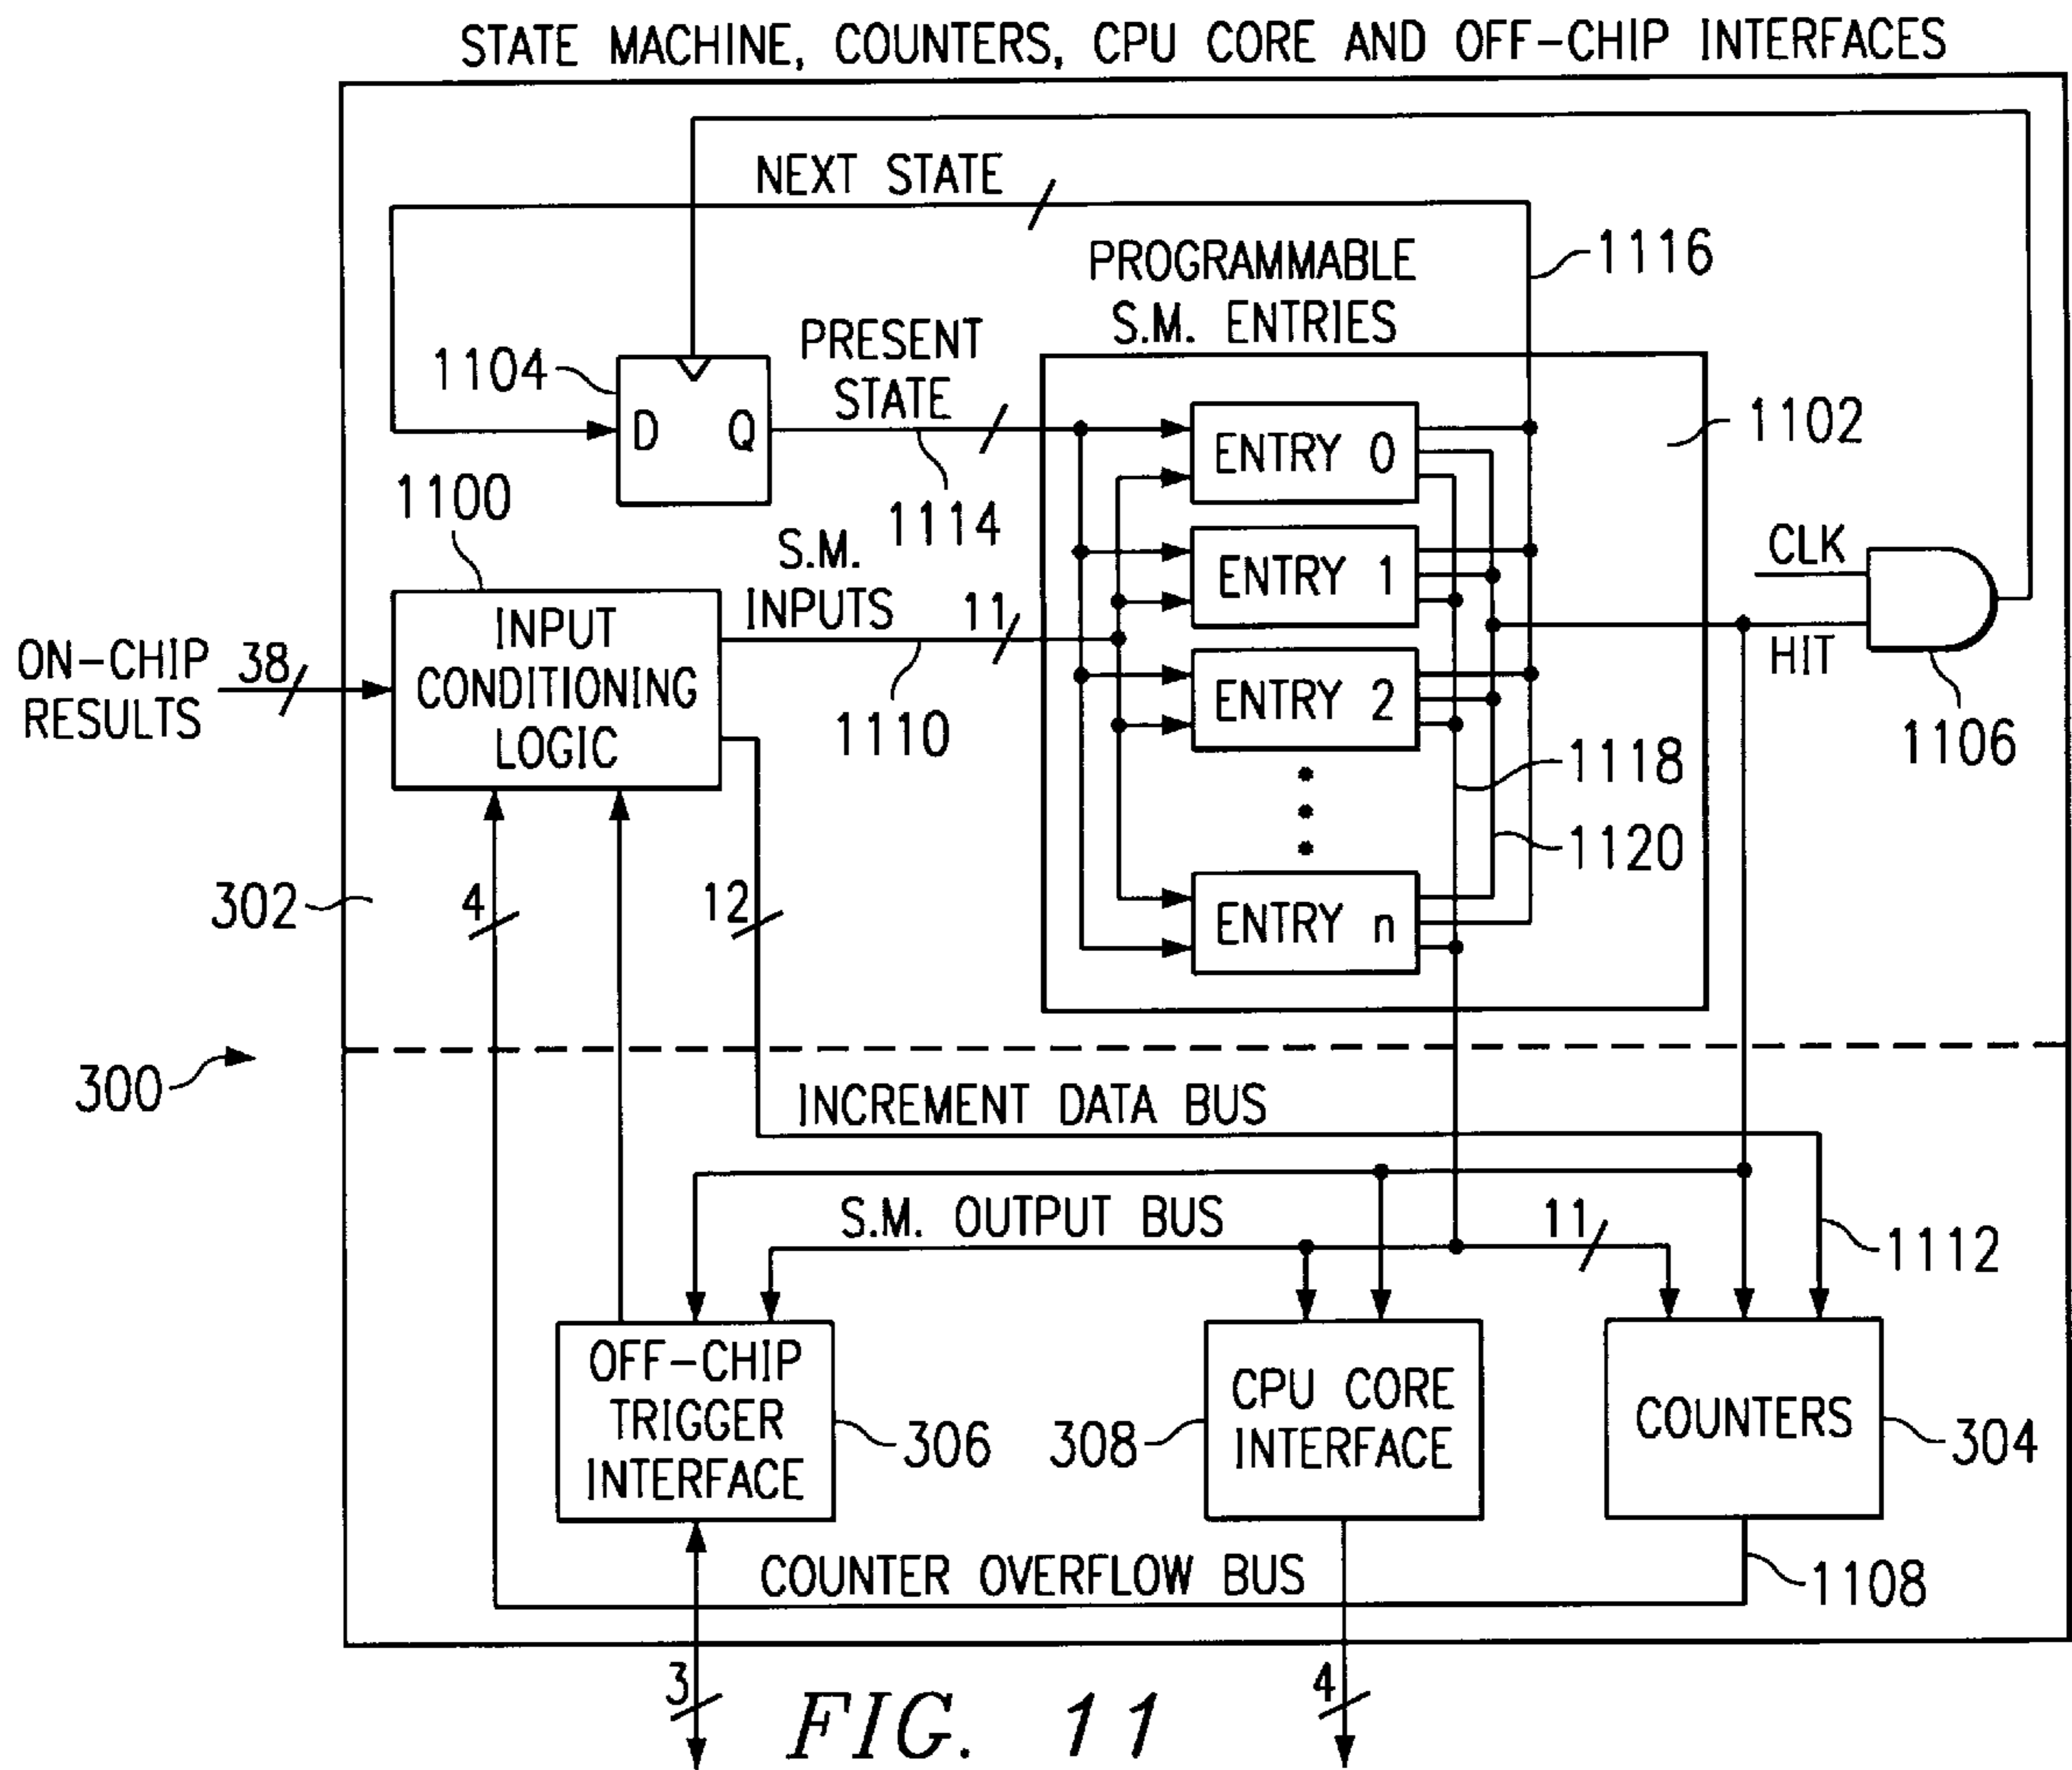 STATE MACHINE, COUNTERS, CPU CORE AND OFF-CHIP INTERFACES
NEXT STATE
1116
PROGRAMMABLE
S.M. ENTRIES
PRESENT
STATE
1104
D Q
1114
1102
ENTRY 0
ENTRY 1
ENTRY 2
ENTRY n
1100
S.M.
INPUTS
11
INPUT
CONDITIONING
LOGIC
1110
ON-CHIP
RESULTS
38
CLK
HIT
1106
1118
1120
302
4
12
300
INCREMENT DATA BUS
S.M. OUTPUT BUS
11
1112
OFF-CHIP
TRIGGER
INTERFACE
306
308
CPU CORE
INTERFACE
COUNTERS
304
COUNTER OVERFLOW BUS
1108
3
4
FIG. 11